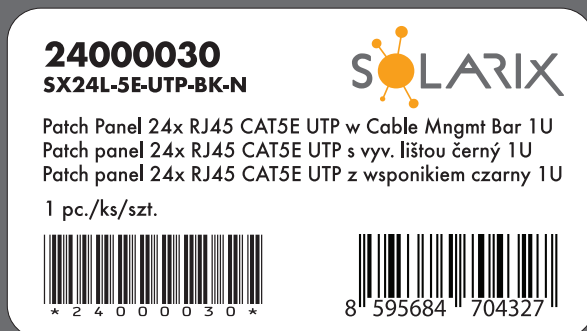 24000030
SX24L-5E-UTP-BK-N
SOLARIX
Patch Panel 24x RJ45 CAT5E UTP w Cable Mngmt Bar 1U
Patch panel 24x RJ45 CAT5E UTP s vyv. lištou černý 1U
Patch panel 24x RJ45 CAT5E UTP z wsponikiem czarny 1U
1 pc./ks/szt.
*24000030*
8 595684 704327